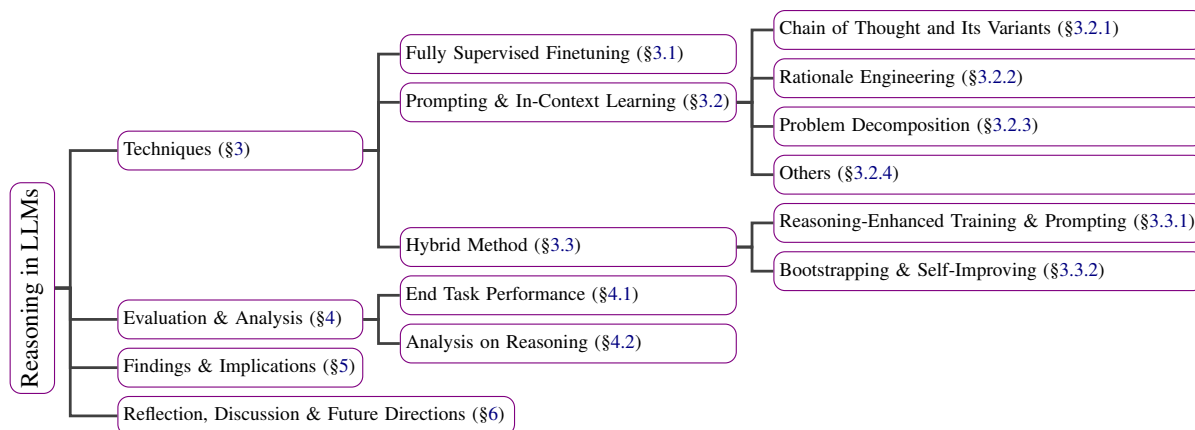 Reasoning in LLMs
Techniques (§3)
Fully Supervised Finetuning (§3.1)
Prompting & In-Context Learning (§3.2)
Chain of Thought and Its Variants (§3.2.1)
Rationale Engineering (§3.2.2)
Problem Decomposition (§3.2.3)
Others (§3.2.4)
Hybrid Method (§3.3)
Reasoning-Enhanced Training & Prompting (§3.3.1)
Bootstrapping & Self-Improving (§3.3.2)
Evaluation & Analysis (§4)
End Task Performance (§4.1)
Analysis on Reasoning (§4.2)
Findings & Implications (§5)
Reflection, Discussion & Future Directions (§6)